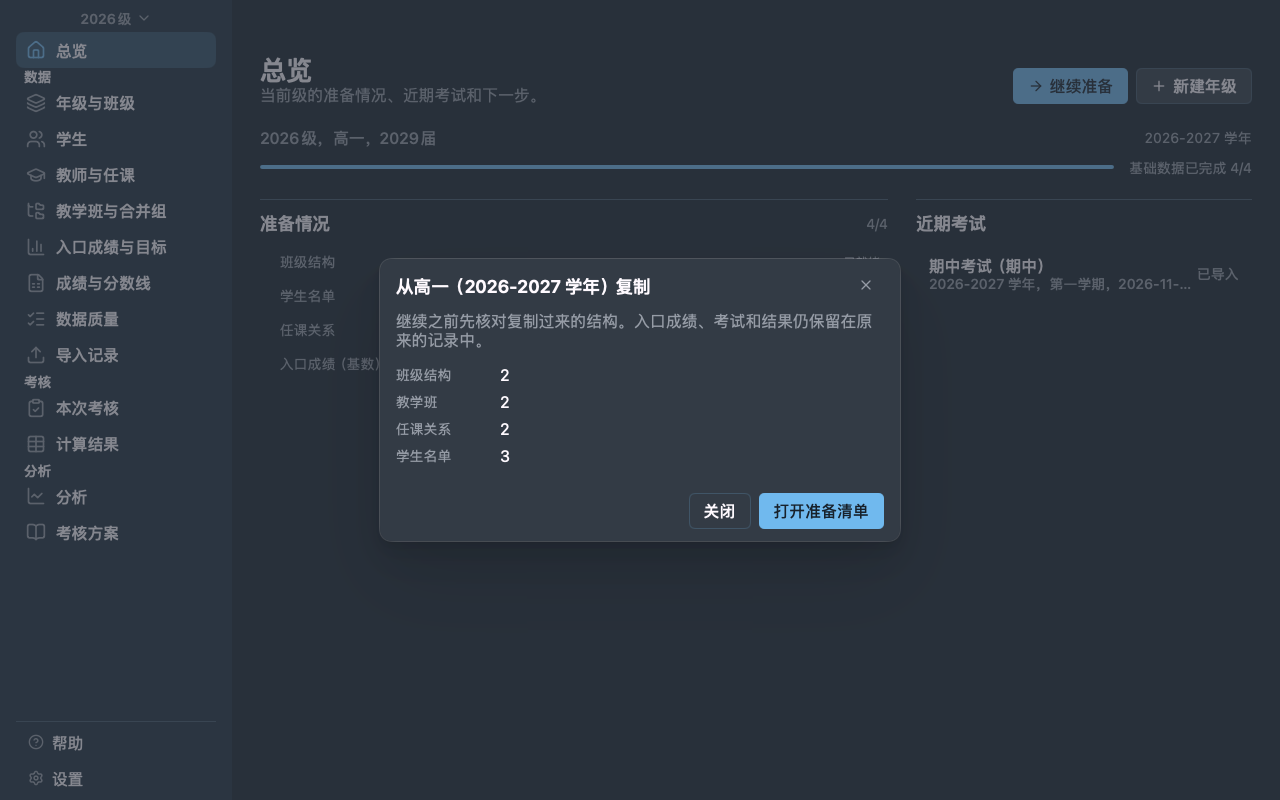 2026级
总览
数据
年级与班级
学生
教师与任课
教学班与合并组
入口成绩与目标
成绩与分数线
数据质量
导入记录
考核
本次考核
计算结果
分析
分析
考核方案
帮助
设置
总览
当前级的准备情况、近期考试和下一步。
继续准备
新建年级
2026级，高一，2029届
2026-2027 学年
基础数据已完成 4/4
准备情况
4/4
班级结构
学生名单
任课关系
入口成绩（基数）
近期考试
期中考试（期中）
2026-2027 学年，第一学期，2026-11-...
已导入
从高一（2026-2027 学年）复制
继续之前先核对复制过来的结构。入口成绩、考试和结果仍保留在原
来的记录中。
班级结构 2
教学班 2
任课关系 2
学生名单 3
关闭
打开准备清单